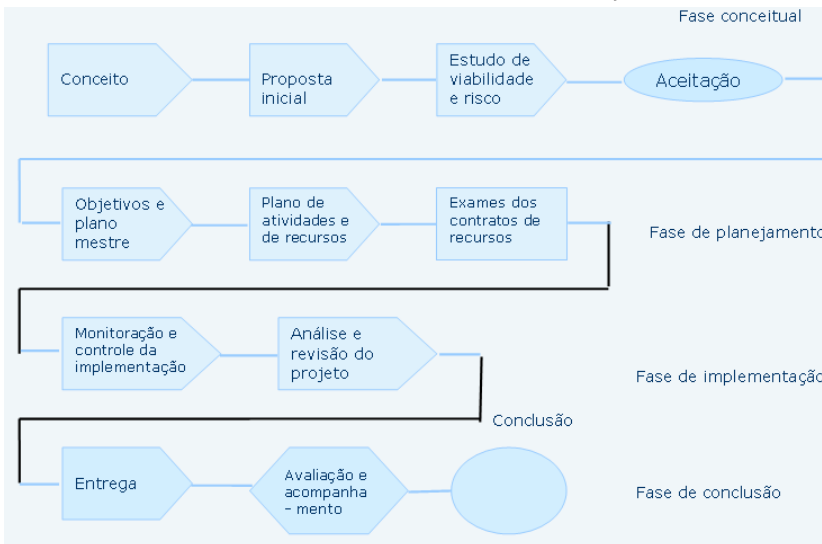 Fase conceitual
Conceito
Proposta
inicial
Estudo de
viabilidade
e risco
Aceitação
Objetivos e
plano
mestre
Plano de
atividades e
de recursos
Exames dos
contratos de
recursos
Fase de planejamento
Monitoração e
controle da
implementação
Análise e
revisão do
projeto
Fase de implementação
Conclusão
Entrega
Avaliação e
acompanha
- mento
Fase de conclusão